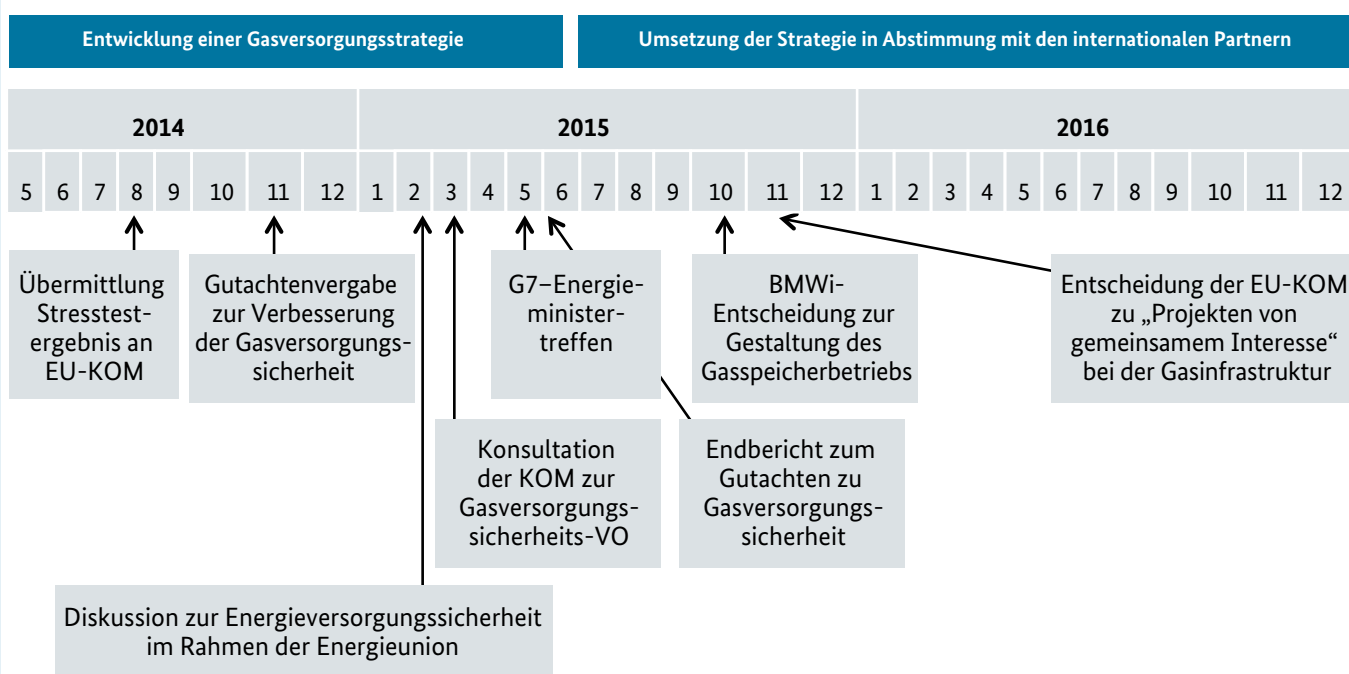 Entwicklung einer Gasversorgungsstrategie
Umsetzung der Strategie in Abstimmung mit den internationalen Partnern
2014
2015
2016
5 6 7 8 9 10 11 12 1 2 3 4 5 6 7 8 9 10 11 12 1 2 3 4 5 6 7 8 9 10 11 12
Übermittlung
Stresstest-
ergebnis an
EU-KOM
Gutachtenvergabe
zur Verbesserung
der Gasversorgungs-
sicherheit
G7–Energie-
minister-
treffen
BMWi-
Entscheidung zur
Gestaltung des
Gasspeicherbetriebs
Entscheidung der EU-KOM
zu „Projekten von
gemeinsamem Interesse“
bei der Gasinfrastruktur
Konsultation
der KOM zur
Gasversorgungs-
sicherheits-VO
Endbericht zum
Gutachten zu
Gasversorgungs-
sicherheit
Diskussion zur Energieversorgungssicherheit
im Rahmen der Energieunion